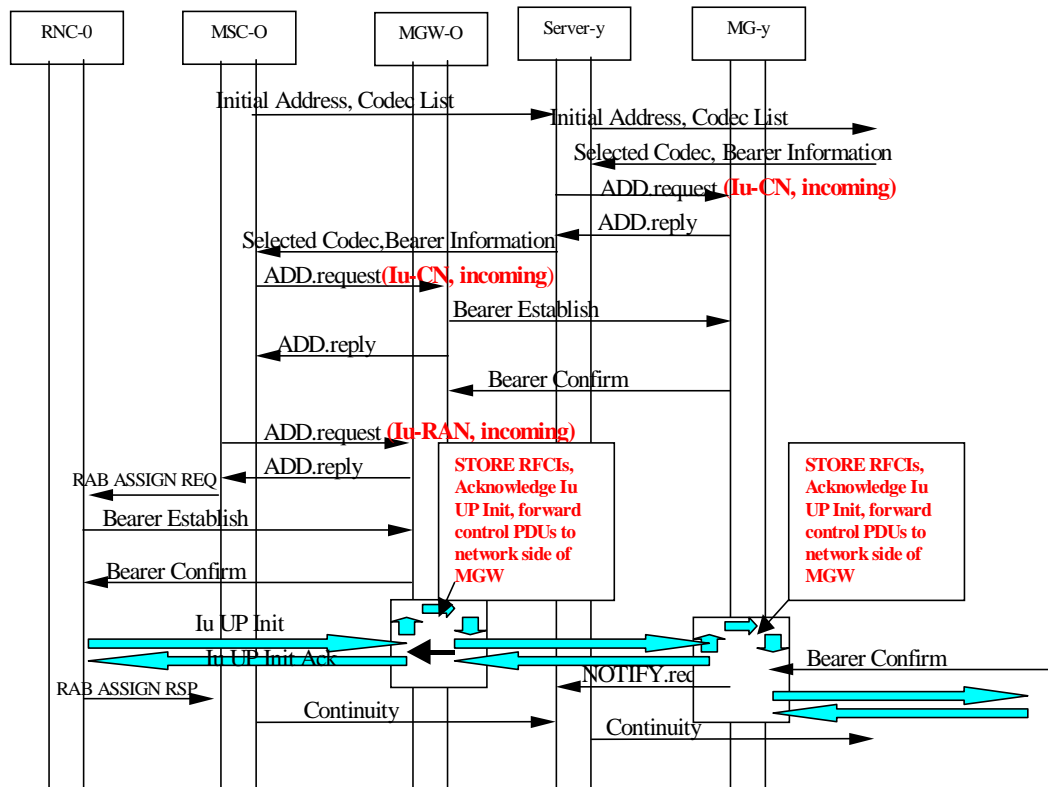 RNC-0
MSC-O
MGW-O
Server-y
MG-y
Initial Address, Codec List
Initial Address, Codec List
Selected Codec, Bearer Information
ADD.request (Iu-CN, incoming)
ADD.reply
Selected Codec,Bearer Information
ADD.request(Iu-CN, incoming)
Bearer Establish
ADD.reply
Bearer Confirm
ADD.request (Iu-RAN, incoming)
ADD.reply
RAB ASSIGN REQ
STORE RFCIs,
Acknowledge Iu
UP Init, forward
control PDUs to
network side of
MGW
STORE RFCIs,
Acknowledge Iu
UP Init, forward
control PDUs to
network side of
MGW
Bearer Establish
Bearer Confirm
Iu UP Init
Iu UP Init Ack
Bearer Confirm
NOTIFY.req
RAB ASSIGN RSP
Continuity
Continuity